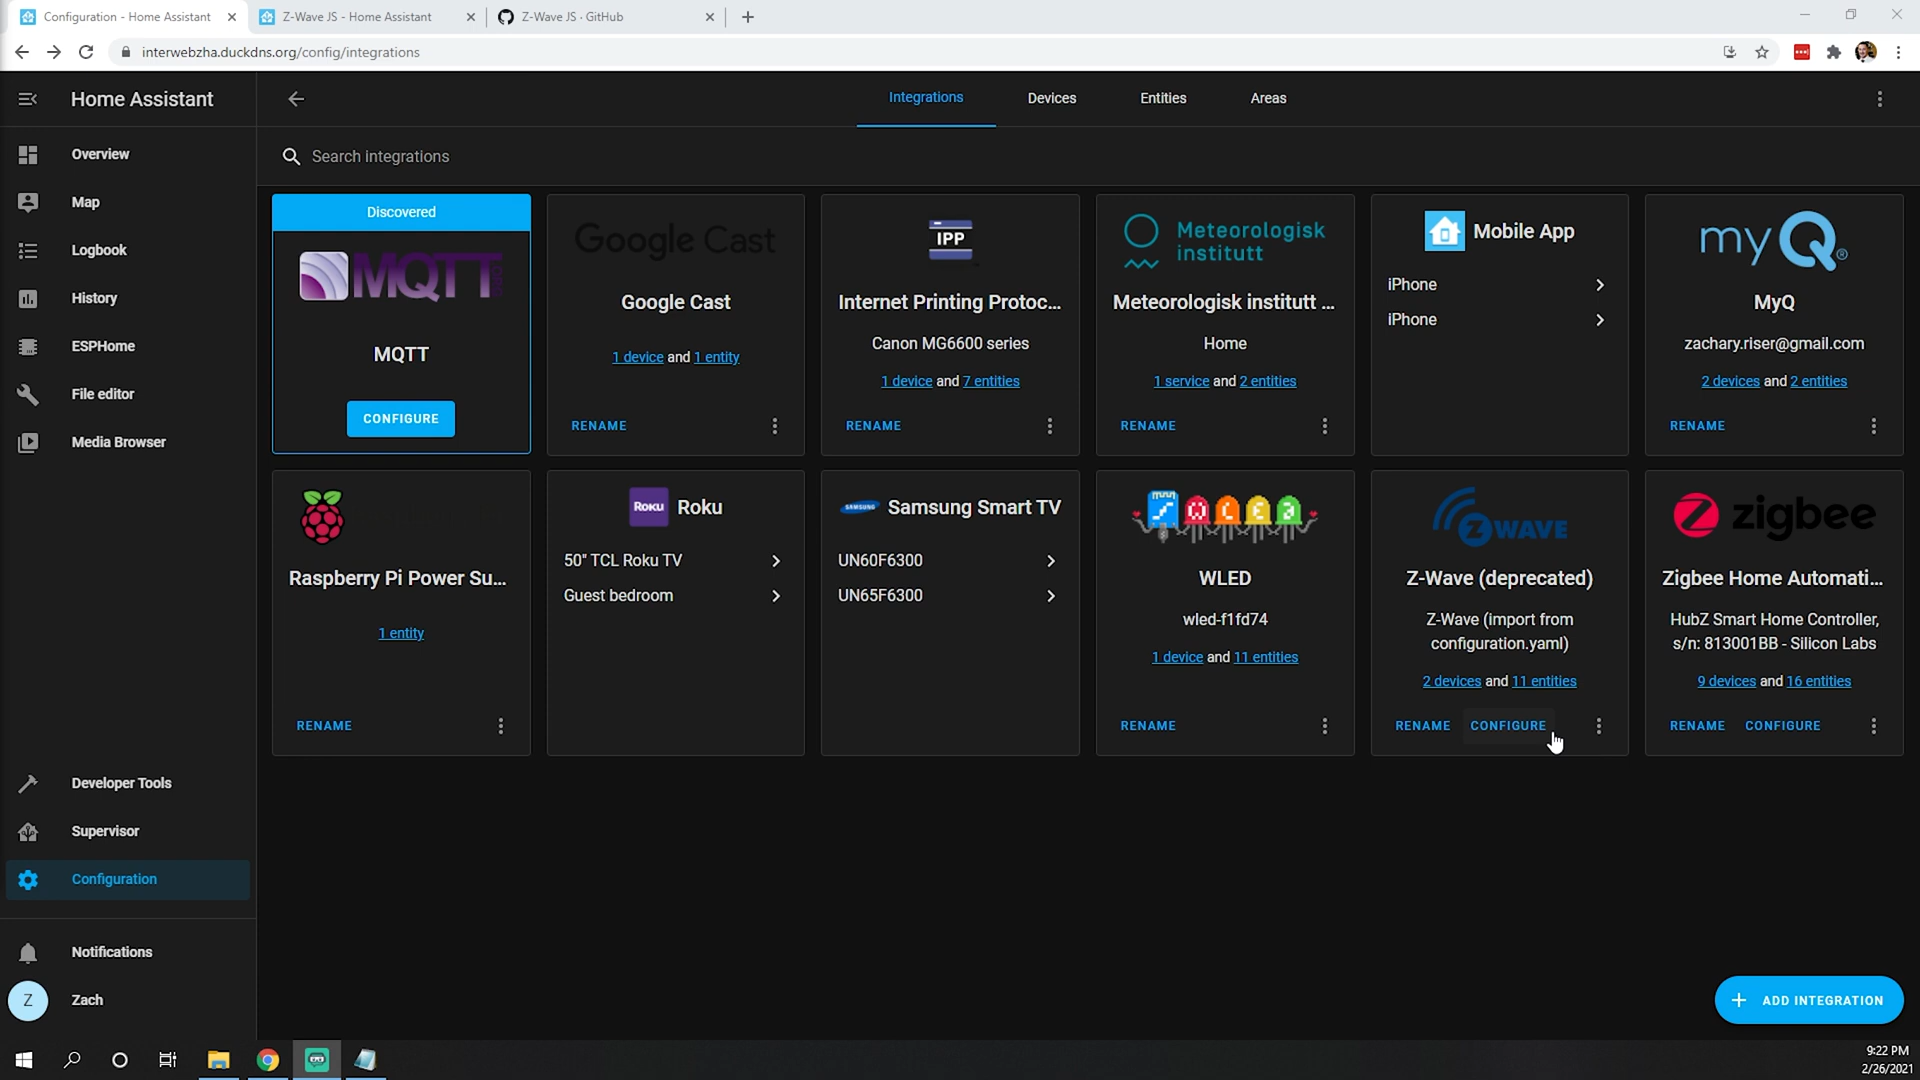 Configuration - Home Assistant
Z-Wave JS - Home Assistant
Z-Wave JS · GitHub
interwebzha.duckdns.org/config/integrations
Home Assistant
Integrations
Devices
Entities
Areas
Overview
Map
Logbook
History
ESPHome
File editor
Media Browser
Developer Tools
Supervisor
Configuration
Notifications
Z
Zach
Search integrations
Discovered
MQTT
MQTT
CONFIGURE
Google Cast
Google Cast
1 device and 1 entity
RENAME
IPP
Internet Printing Protoc...
Canon MG6600 series
1 device and 7 entities
RENAME
Meteorologisk
institutt
Meteorologisk institutt ...
Home
1 service and 2 entities
RENAME
Mobile App
iPhone
iPhone
myQ®
MyQ
zachary.riser@gmail.com
2 devices and 2 entities
RENAME
Raspberry Pi Power Su...
1 entity
RENAME
ROKU
Roku
50" TCL Roku TV
Guest bedroom
SAMSUNG
Samsung Smart TV
UN60F6300
UN65F6300
WLED
WLED
wled-f1fd74
1 device and 11 entities
RENAME
Z WAVE
Z-Wave (deprecated)
Z-Wave (import from
configuration.yaml)
2 devices and 11 entities
RENAME
CONFIGURE
zigbee
Zigbee Home Automati...
HubZ Smart Home Controller,
s/n: 813001BB - Silicon Labs
9 devices and 16 entities
RENAME
CONFIGURE
ADD INTEGRATION
9:22 PM
2/26/2021